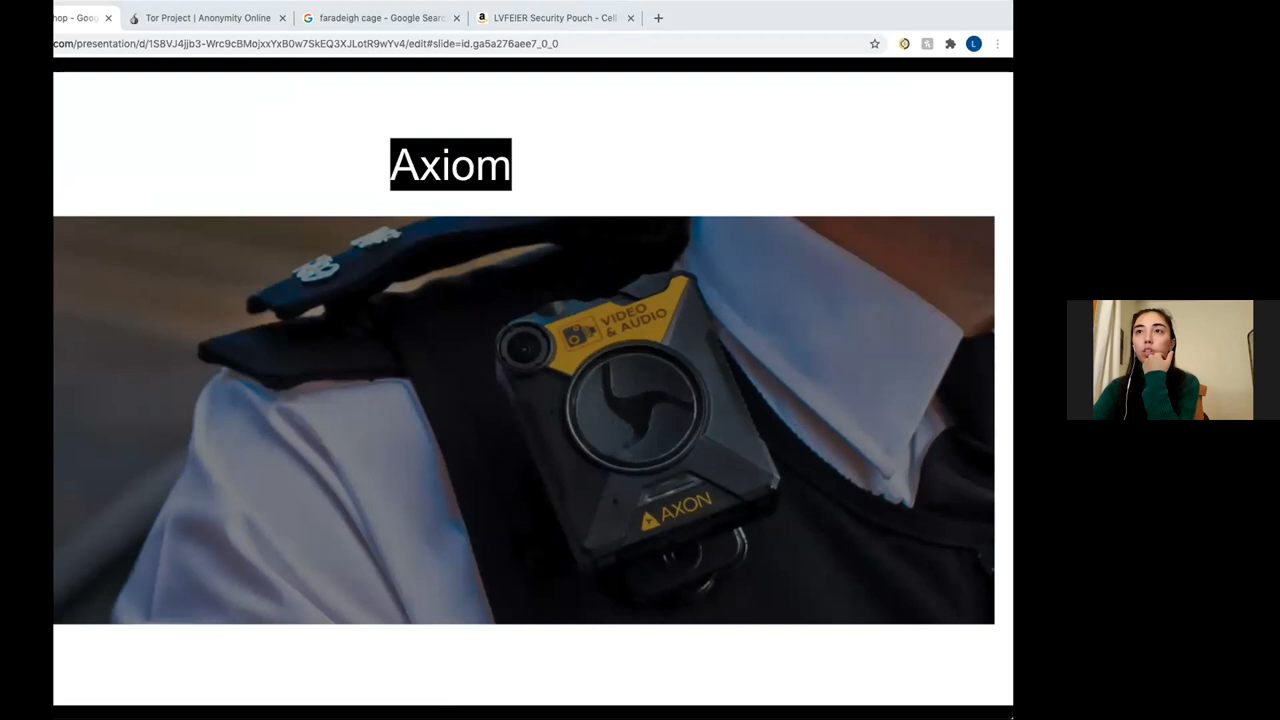 hop - Goog
Tor Project | Anonymity Online
faradeigh cage - Google Searc
LVFEIER Security Pouch - Cell
com/presentation/d/1S8VJ4jjb3-Wrc9cBMojxxYxB0w7SkEQ3XJLotR9wYv4/edit#slide=id.ga5a276aee7_0_0
L
Axiom
VIDEO
& AUDIO
AXON